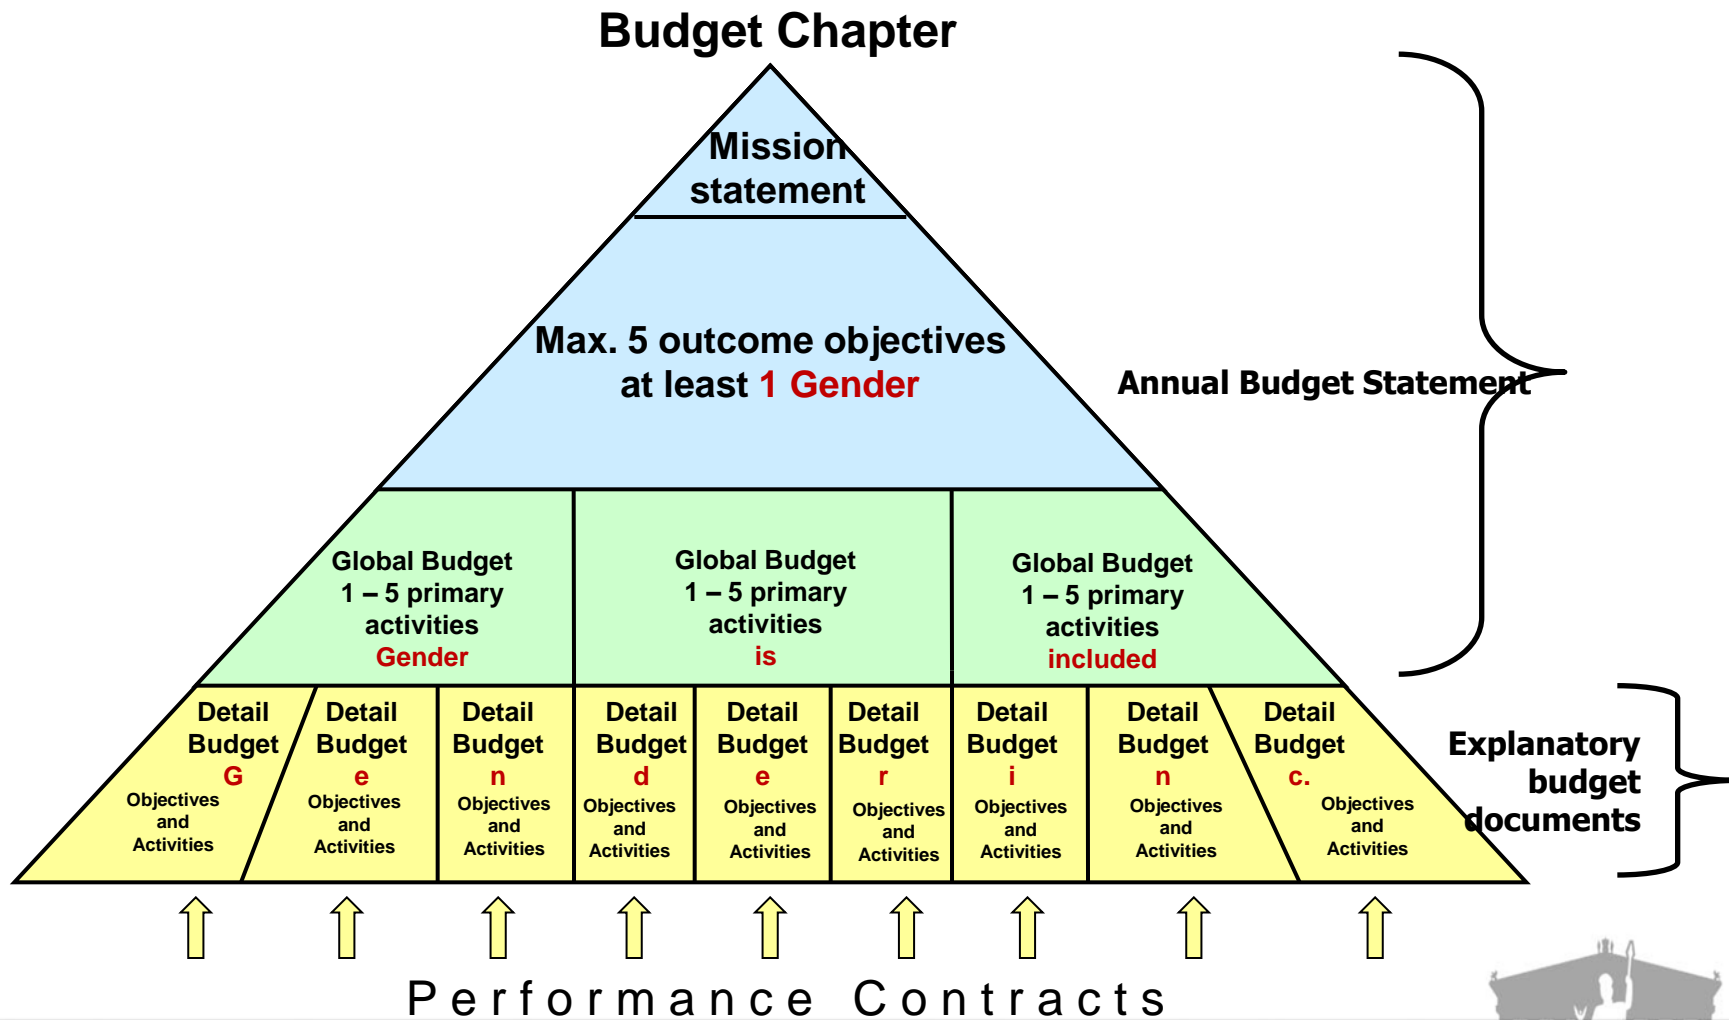 Budget Chapter
Mission
statement
Max. 5 outcome objectives
at least 1 Gender
Annual Budget Statement
Global Budget
1 – 5 primary
activities
Gender
Global Budget
1 – 5 primary
activities
is
Global Budget
1 – 5 primary
activities
included
Detail
Budget
G
Objectives
and
Activities
Detail
Budget
e
Objectives
and
Activities
Detail
Budget
n
Objectives
and
Activities
Detail
Budget
d
Objectives
and
Activities
Detail
Budget
e
Objectives
and
Activities
Detail
Budget
r
Objectives
and
Activities
Detail
Budget
i
Objectives
and
Activities
Detail
Budget
n
Objectives
and
Activities
Detail
Budget
c.
Objectives
and
Activities
Explanatory
budget
documents
Performance Contracts